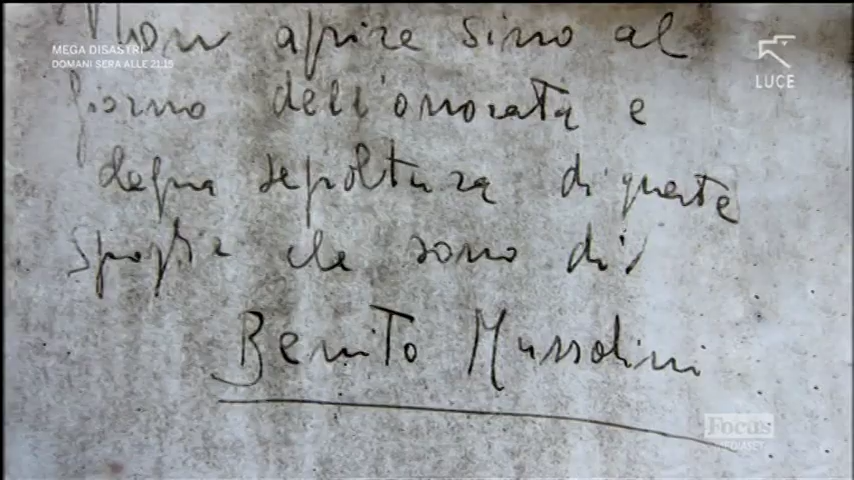 MEGA DISASTRI
DOMANI SERA ALLE 21.15
LUCE
Non aprire sino al
giorno dell'onorata e
degna sepoltura di queste
spoglie che sono di
Benito Mussolini
Focus
MEDIASET